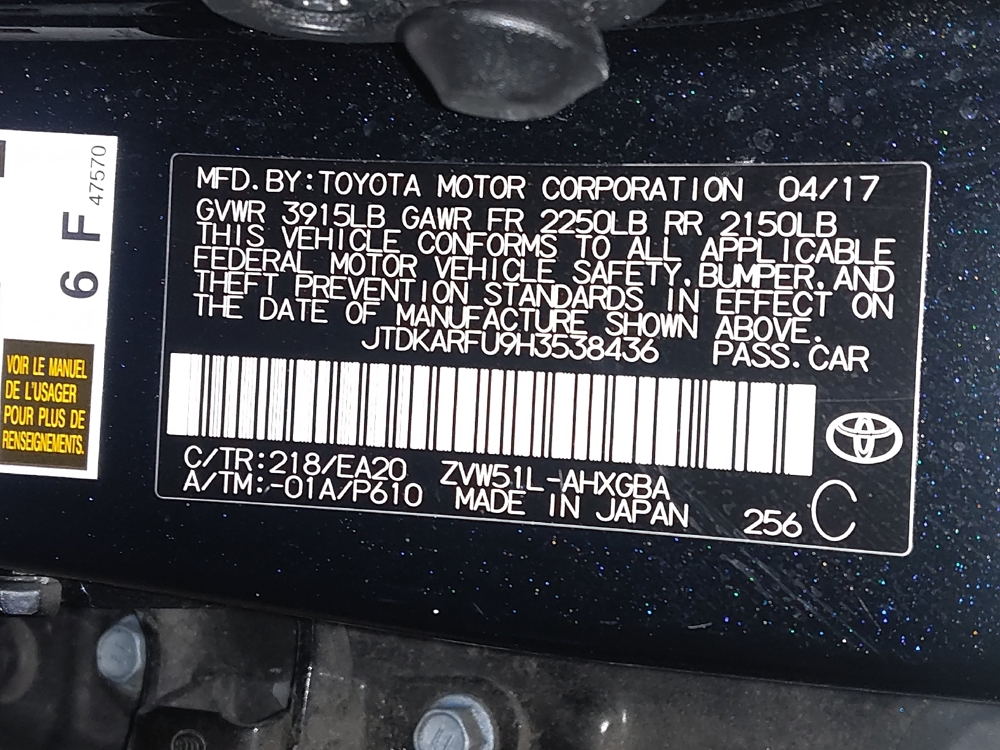 MFD.BY:TOYOTA MOTOR CORPORATION 04/17
GVWR 3915LB GAWR FR 2250LB RR 2150LB
THIS VEHICLE CONFORMS TO ALL APPLICABLE
FEDERAL MOTOR VEHICLE SAFETY.BUMPER.AND
THEFT PREVENTION STANDARDS IN EFFECT ON
THE DATE OF MANUFACTURE SHOWN ABOVE.
JTDKARFU9H3538436 PASS.CAR
C/TR:218/EA20 ZVW51L-AHXGBA
A/TM:-01A/P610 MADE IN JAPAN
256 C
6 F
47570
VOIR LE MANUEL
DE L'USAGER
POUR PLUS DE
RENSEIGNEMENTS.